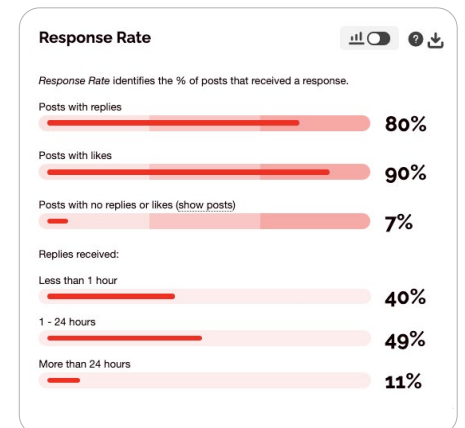 Response Rate
?
Response Rate identifies the % of posts that received a response.
Posts with replies
80%
Posts with likes
90%
Posts with no replies or likes (show posts)
7%
Replies received:
Less than 1 hour
40%
1 - 24 hours
49%
More than 24 hours
11%